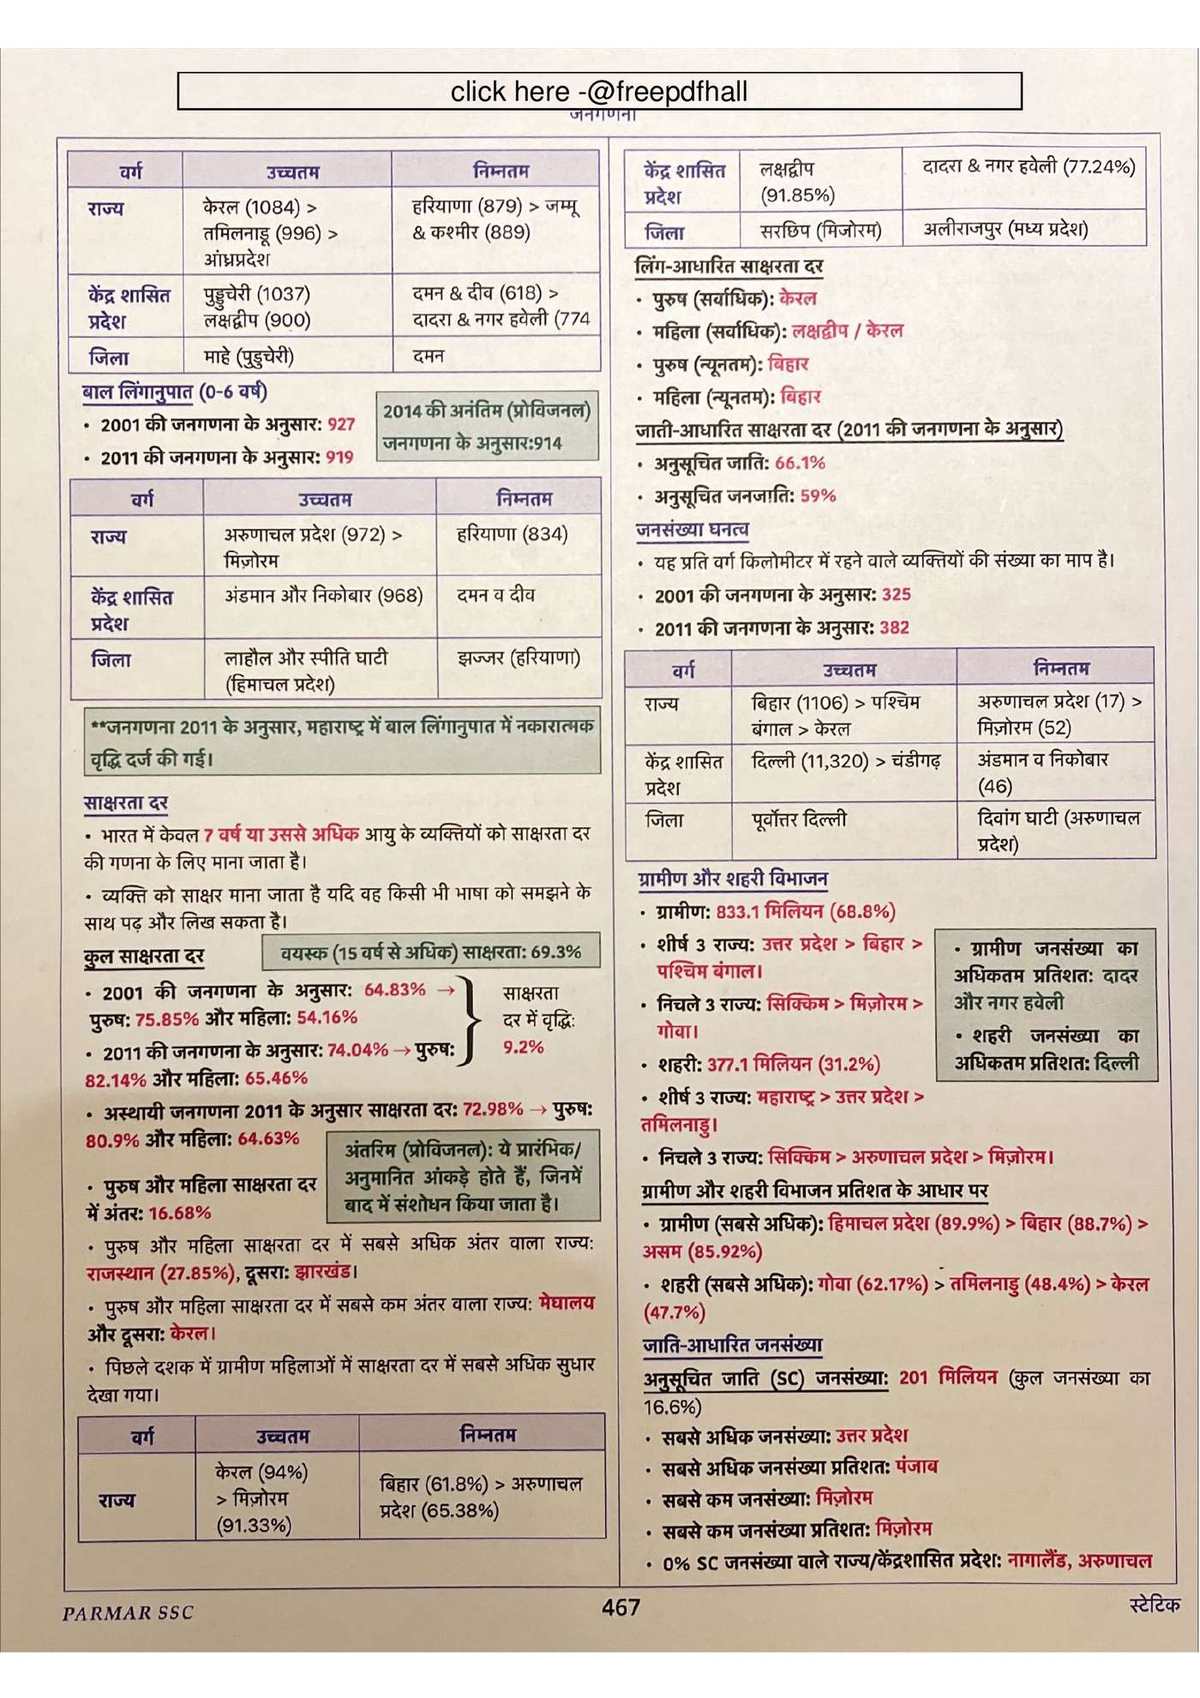 click here -@freepdfhall
जनगणना
वर्ग उच्चतम निम्नतम
राज्य केरल (1084) > हरियाणा (879) > जम्मू
तमिलनाडू (996) > & कश्मीर (889)
आंध्रप्रदेश
केंद्र शासित पुड्डुचेरी (1037) दमन & दीव (618) >
प्रदेश लक्षद्वीप (900) दादरा & नगर हवेली (774
जिला माहे (पुडुचेरी) दमन
बाल लिंगानुपात (0-6 वर्ष)
• 2001 की जनगणना के अनुसार: 927
• 2011 की जनगणना के अनुसार: 919
2014 की अनंतिम (प्रोविजनल)
जनगणना के अनुसार:914
वर्ग उच्चतम निम्नतम
राज्य अरुणाचल प्रदेश (972) > हरियाणा (834)
मिज़ोरम
केंद्र शासित अंडमान और निकोबार (968) दमन व दीव
प्रदेश
जिला लाहौल और स्पीति घाटी झज्जर (हरियाणा)
(हिमाचल प्रदेश)
**जनगणना 2011 के अनुसार, महाराष्ट्र में बाल लिंगानुपात में नकारात्मक
वृद्धि दर्ज की गई।
साक्षरता दर
• भारत में केवल 7 वर्ष या उससे अधिक आयु के व्यक्तियों को साक्षरता दर
की गणना के लिए माना जाता है।
• व्यक्ति को साक्षर माना जाता है यदि वह किसी भी भाषा को समझने के
साथ पढ़ और लिख सकता है।
कुल साक्षरता दर
वयस्क (15 वर्ष से अधिक) साक्षरता: 69.3%
• 2001 की जनगणना के अनुसार: 64.83% →
पुरुष: 75.85% और महिला: 54.16%
• 2011 की जनगणना के अनुसार: 74.04% → पुरुष:
82.14% और महिला: 65.46%
साक्षरता
दर में वृद्धि:
9.2%
• अस्थायी जनगणना 2011 के अनुसार साक्षरता दर: 72.98% → पुरुष:
80.9% और महिला: 64.63%
• पुरुष और महिला साक्षरता दर
में अंतर: 16.68%
अंतरिम (प्रोविजनल): ये प्रारंभिक/
अनुमानित आंकड़े होते हैं, जिनमें
बाद में संशोधन किया जाता है।
• पुरुष और महिला साक्षरता दर में सबसे अधिक अंतर वाला राज्य:
राजस्थान (27.85%), दूसरा: झारखंड।
• पुरुष और महिला साक्षरता दर में सबसे कम अंतर वाला राज्य: मेघालय
और दूसरा: केरल।
• पिछले दशक में ग्रामीण महिलाओं में साक्षरता दर में सबसे अधिक सुधार
देखा गया।
वर्ग उच्चतम निम्नतम
राज्य केरल (94%) बिहार (61.8%) > अरुणाचल
> मिज़ोरम प्रदेश (65.38%)
(91.33%)
केंद्र शासित लक्षद्वीप दादरा & नगर हवेली (77.24%)
प्रदेश (91.85%)
जिला सरछिप (मिजोरम) अलीराजपुर (मध्य प्रदेश)
लिंग-आधारित साक्षरता दर
• पुरुष (सर्वाधिक): केरल
• महिला (सर्वाधिक): लक्षद्वीप / केरल
• पुरुष (न्यूनतम): बिहार
• महिला (न्यूनतम): बिहार
जाती-आधारित साक्षरता दर (2011 की जनगणना के अनुसार)
• अनुसूचित जाति: 66.1%
• अनुसूचित जनजाति: 59%
जनसंख्या घनत्व
• यह प्रति वर्ग किलोमीटर में रहने वाले व्यक्तियों की संख्या का माप है।
• 2001 की जनगणना के अनुसार: 325
• 2011 की जनगणना के अनुसार: 382
वर्ग उच्चतम निम्नतम
राज्य बिहार (1106) > पश्चिम अरुणाचल प्रदेश (17) >
बंगाल > केरल मिज़ोरम (52)
केंद्र शासित दिल्ली (11,320) > चंडीगढ़ अंडमान व निकोबार
प्रदेश (46)
जिला पूर्वोत्तर दिल्ली दिवांग घाटी (अरुणाचल
प्रदेश)
ग्रामीण और शहरी विभाजन
• ग्रामीण: 833.1 मिलियन (68.8%)
• शीर्ष 3 राज्य: उत्तर प्रदेश > बिहार >
पश्चिम बंगाल।
• निचले 3 राज्य: सिक्किम > मिज़ोरम >
गोवा।
• शहरी: 377.1 मिलियन (31.2%)
• शीर्ष 3 राज्य: महाराष्ट्र > उत्तर प्रदेश >
तमिलनाडु।
• ग्रामीण जनसंख्या का
अधिकतम प्रतिशत: दादर
और नगर हवेली
• शहरी जनसंख्या का
अधिकतम प्रतिशत: दिल्ली
• निचले 3 राज्य: सिक्किम > अरुणाचल प्रदेश > मिज़ोरम।
ग्रामीण और शहरी विभाजन प्रतिशत के आधार पर
• ग्रामीण (सबसे अधिक): हिमाचल प्रदेश (89.9%) > बिहार (88.7%) >
असम (85.92%)
• शहरी (सबसे अधिक): गोवा (62.17%) > तमिलनाडु (48.4%) > केरल
(47.7%)
जाति-आधारित जनसंख्या
अनुसूचित जाति (SC) जनसंख्या: 201 मिलियन (कुल जनसंख्या का
16.6%)
• सबसे अधिक जनसंख्या: उत्तर प्रदेश
• सबसे अधिक जनसंख्या प्रतिशत: पंजाब
• सबसे कम जनसंख्या: मिज़ोरम
• सबसे कम जनसंख्या प्रतिशत: मिज़ोरम
• 0% SC जनसंख्या वाले राज्य/केंद्रशासित प्रदेश: नागालैंड, अरुणाचल
PARMAR SSC 467 स्टेटिक